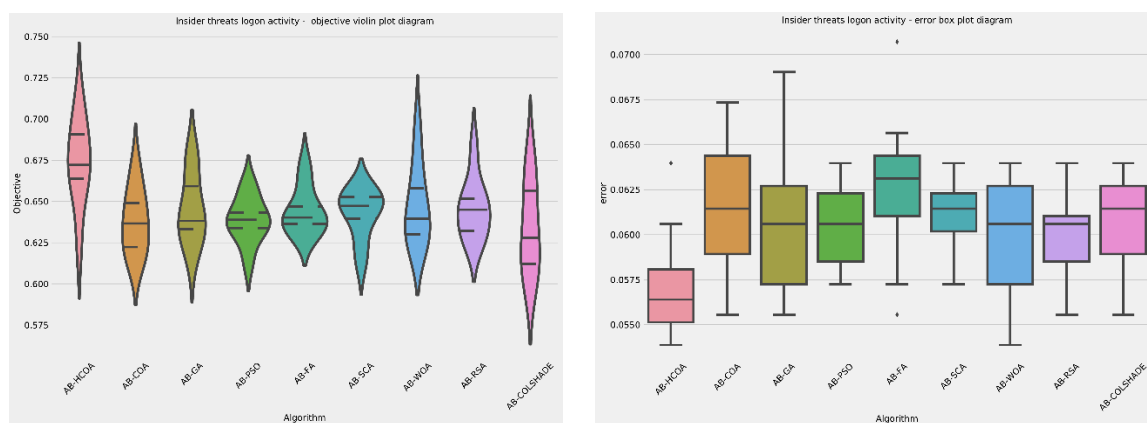 Insider threats logon activity - objective violin plot diagram
0.750
0.725
0.700
0.675
0.650
0.625
0.600
0.575
Objective
AB-HCOA
AB-COA
AB-GA
AB-PSO
AB-FA
AB-SCA
AB-WOA
AB-RSA
AB-COLSHADE
Algorithm
Insider threats logon activity - error box plot diagram
0.0700
0.0675
0.0650
0.0625
0.0600
0.0575
0.0550
error
AB-HCOA
AB-COA
AB-GA
AB-PSO
AB-FA
AB-SCA
AB-WOA
AB-RSA
AB-COLSHADE
Algorithm